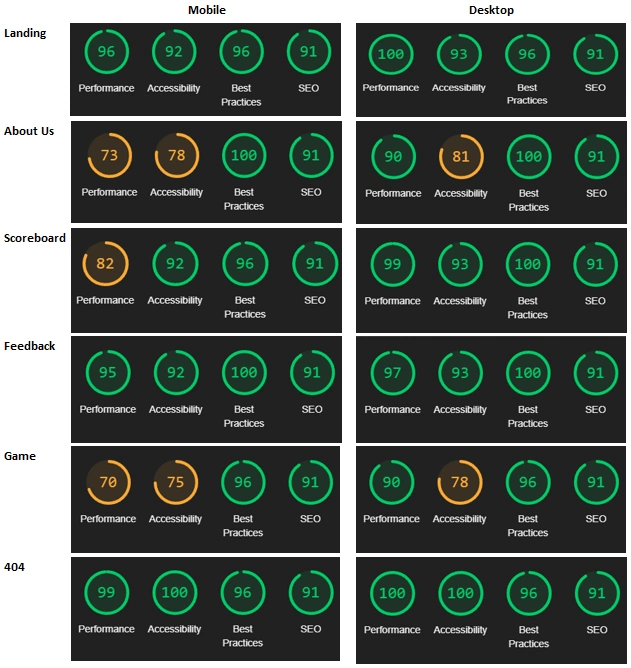 Mobile Desktop
Landing
96 92 96 91 100 93 96 91
Performance Accessibility Best SEO Performance Accessibility Best SEO
Practices Practices
About Us
73 78 100 91 90 81 100 91
Performance Accessibility Best SEO Performance Accessibility Best SEO
Practices Practices
Scoreboard
82 92 96 91 99 93 100 91
Performance Accessibility Best SEO Performance Accessibility Best SEO
Practices Practices
Feedback
95 92 100 91 97 93 100 91
Performance Accessibility Best SEO Performance Accessibility Best SEO
Practices Practices
Game
70 75 96 91 90 78 96 91
Performance Accessibility Best SEO Performance Accessibility Best SEO
Practices Practices
404
99 100 96 91 100 100 96 91
Performance Accessibility Best SEO Performance Accessibility Best SEO
Practices Practices